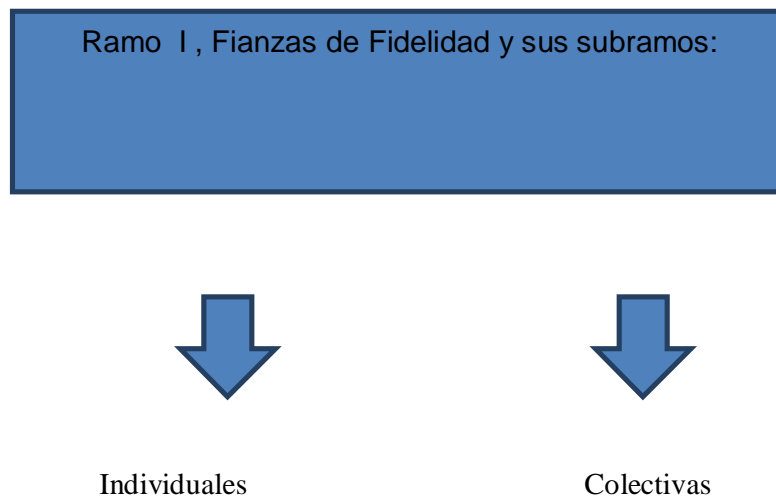 Ramo I , Fianzas de Fidelidad y sus subramos:
Individuales Colectivas